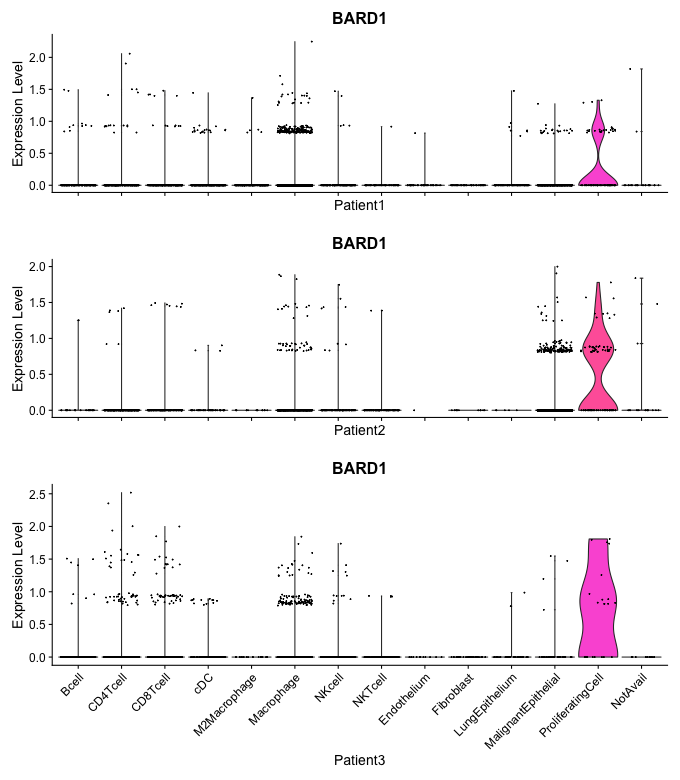 BARD1
Expression Level
2.0
1.5
1.0
0.5
0.0
Patient1
BARD1
Expression Level
2.0
1.5
1.0
0.5
0.0
Patient2
BARD1
Expression Level
2.5
2.0
1.5
1.0
0.5
0.0
Bcell
CD4Tcell
CD8Tcell
cDC
M2Macrophage
Macrophage
NKcell
NKTcell
Endothelium
Fibroblast
LungEpithelium
MalignantEpithelial
ProliferatingCell
NotAvail
Patient3